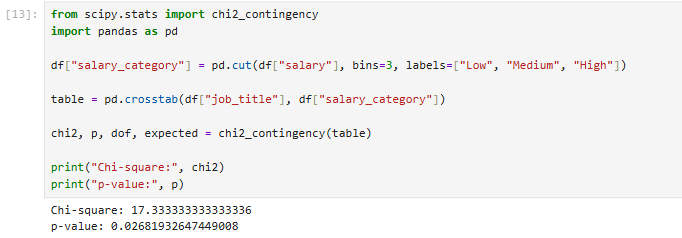 [13]:
from scipy.stats import chi2_contingency
import pandas as pd
df["salary_category"] = pd.cut(df["salary"], bins=3, labels=["Low", "Medium", "High"])
table = pd.crosstab(df["job_title"], df["salary_category"])
chi2, p, dof, expected = chi2_contingency(table)
print("Chi-square:", chi2)
print("p-value:", p)
Chi-square: 17.333333333333336
p-value: 0.02681932647449008